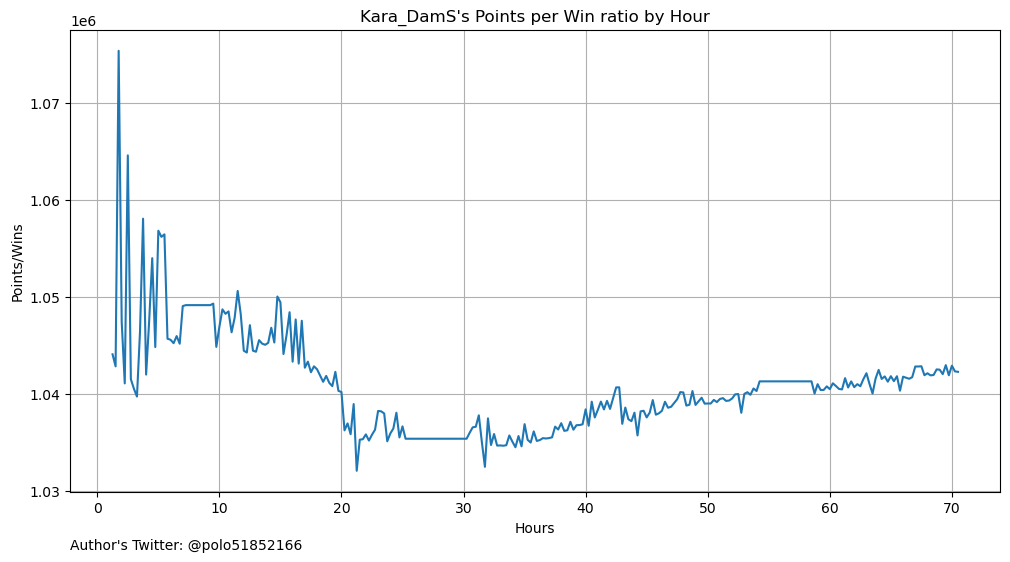 Kara_DamS's Points per Win ratio by Hour
1e6
1.07
1.06
1.05
1.04
1.03
Points/Wins
0 10 20 30 40 50 60 70
Hours
Author's Twitter: @polo51852166